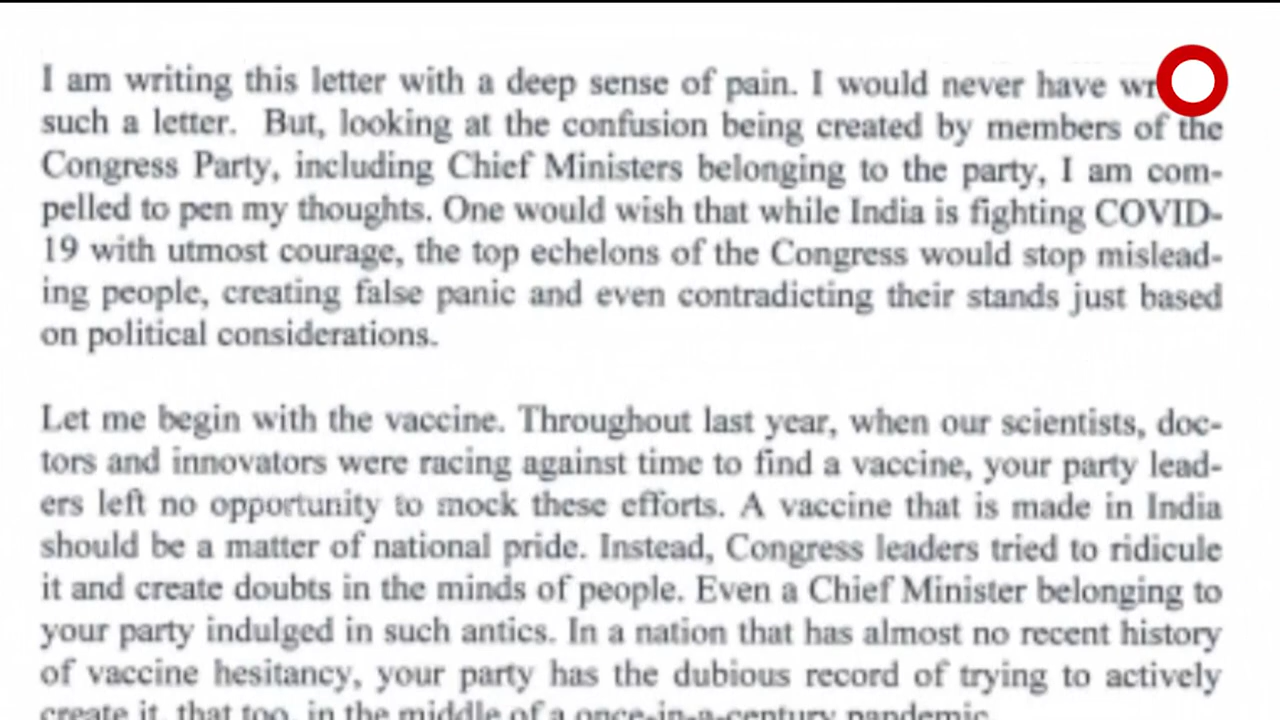 I am writing this letter with a deep sense of pain. I would never have
such a letter. But, looking at the confusion being created by members of the
Congress Party, including Chief Ministers belonging to the party, I am com-
pelled to pen my thoughts. One would wish that while India is fighting COVID-
19 with utmost courage, the top echelons of the Congress would stop mislead-
ing people, creating false panic and even contradicting their stands just based
on political considerations.
Let me begin with the vaccine. Throughout last year, when our scientists, doc-
tors and innovators were racing against time to find a vaccine, your party lead-
ers left no opportunity to mock these efforts. A vaccine that is made in India
should be a matter of national pride. Instead, Congress leaders tried to ridicule
it and create doubts in the minds of people. Even a Chief Minister belonging to
your party indulged in such antics. In a nation that has almost no recent history
of vaccine hesitancy, your party has the dubious record of trying to actively
create it, that too, in the middle of a once-in-a-century pandemic.